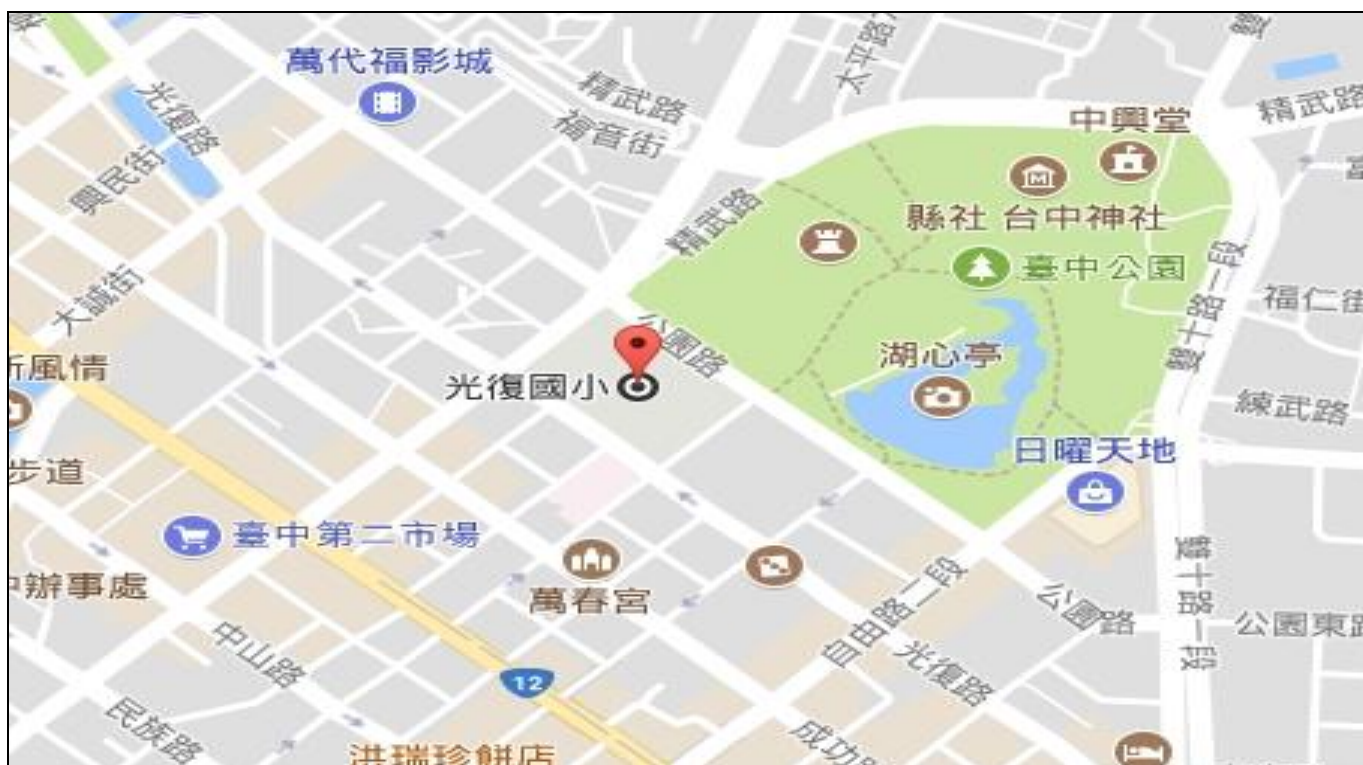 萬代福影城
精武路
福音街
太平路
雙
精武路
中興堂
光復路
興民街
精武路
縣社 台中神社
臺中公園
雙十路一段
福仁街
大誠街
公園路
湖心亭
光復國小
風情
練武路
步道
日曜天地
臺中第二市場
辦事處
萬春宮
自由路二段
公園路
雙十路一段
公園東路
中山路
光復路
12
民族路
成功路
洪瑞珍餅店